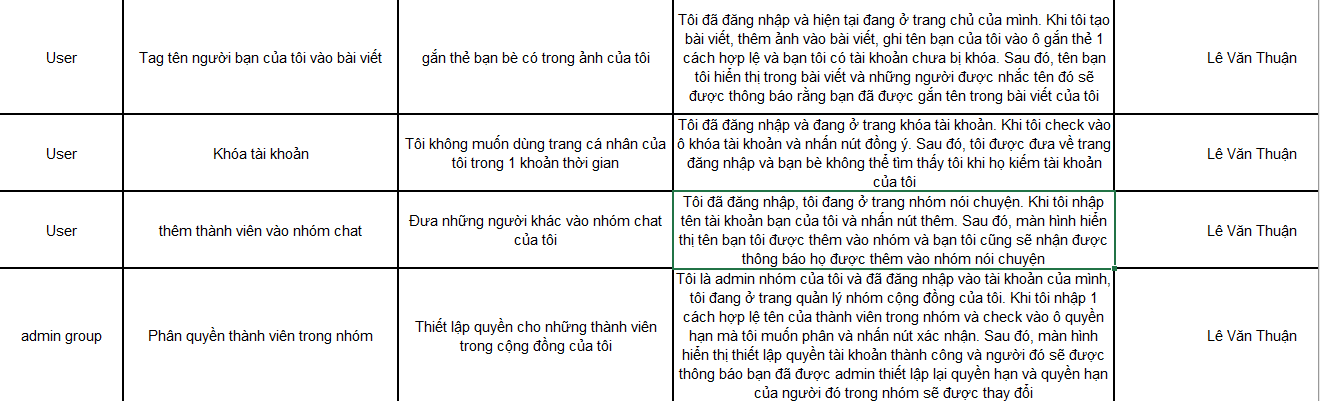 User
Tag tên người bạn của tôi vào bài viết
gắn thẻ bạn bè có trong ảnh của tôi
Tôi đã đăng nhập và hiện tại đang ở trang chủ của mình. Khi tôi tạo
bài viết, thêm ảnh vào bài viết, ghi tên bạn của tôi vào ô gắn thẻ 1
cách hợp lệ và bạn tôi có tài khoản chưa bị khóa. Sau đó, tên bạn
tôi hiển thị trong bài viết và những người được nhắc tên đó sẽ
được thông báo rằng bạn đã được gắn tên trong bài viết của tôi
Lê Văn Thuận
User
Khóa tài khoản
Tôi không muốn dùng trang cá nhân của
tôi trong 1 khoản thời gian
Tôi đã đăng nhập và đang ở trang khóa tài khoản. Khi tôi check vào
ô khóa tài khoản và nhấn nút đồng ý. Sau đó, tôi được đưa về trang
đăng nhập và bạn bè không thể tìm thấy tôi khi họ kiếm tài khoản
của tôi
Lê Văn Thuận
User
thêm thành viên vào nhóm chat
Đưa những người khác vào nhóm chat
của tôi
Tôi đã đăng nhập, tôi đang ở trang nhóm nói chuyện. Khi tôi nhập
tên tài khoản bạn của tôi và nhấn nút thêm. Sau đó, màn hình hiển
thị tên bạn tôi được thêm vào nhóm và bạn tôi cũng sẽ nhận được
thông báo họ được thêm vào nhóm nói chuyện
Lê Văn Thuận
admin group
Phân quyền thành viên trong nhóm
Thiết lập quyền cho những thành viên
trong cộng đồng của tôi
Tôi là admin nhóm của tôi và đã đăng nhập vào tài khoản của mình,
tôi đang ở trang quản lý nhóm cộng đồng của tôi. Khi tôi nhập 1
cách hợp lệ tên của thành viên trong nhóm và check vào ô quyền
hạn mà tôi muốn phân và nhấn nút xác nhận. Sau đó, màn hình
hiển thị thiết lập quyền tài khoản thành công và người đó sẽ được
thông báo bạn đã được admin thiết lập lại quyền hạn và quyền hạn
của người đó trong nhóm sẽ được thay đổi
Lê Văn Thuận